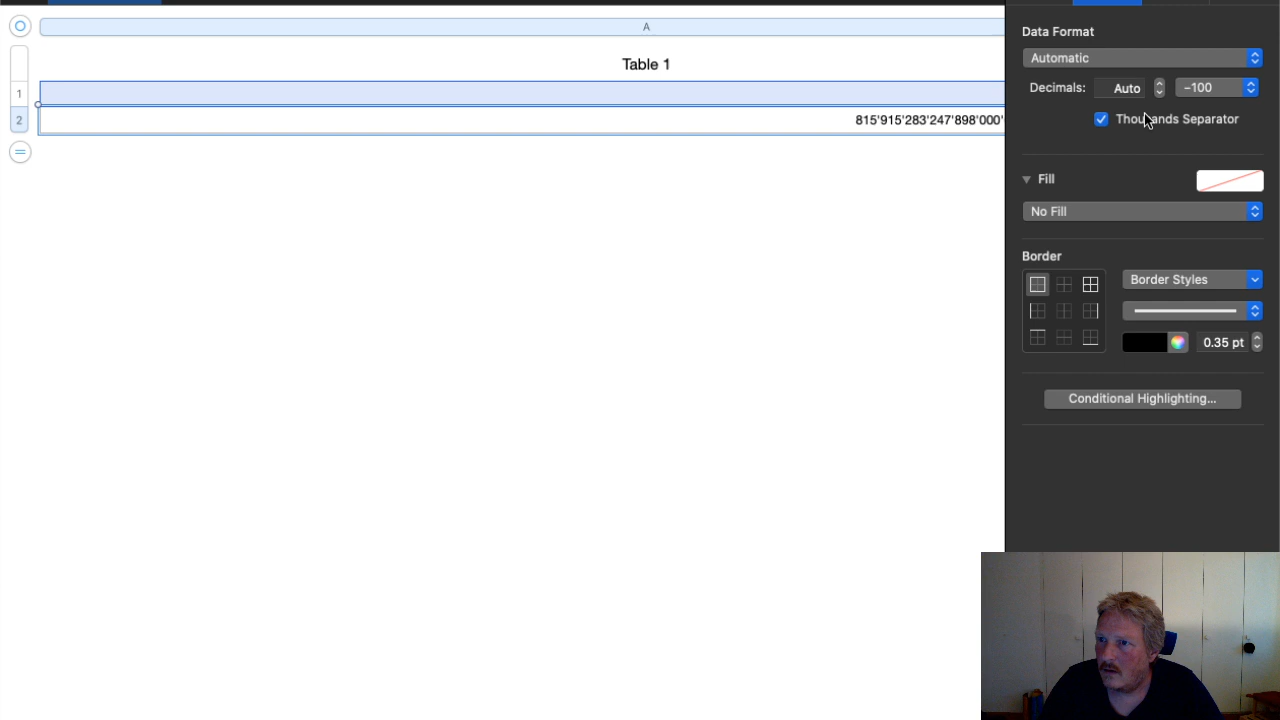 A
Table 1
1
2
815'915'283'247'898'000'
Data Format
Automatic
Decimals: Auto −100
Thousands Separator
Fill
No Fill
Border
Border Styles
0.35 pt
Conditional Highlighting...